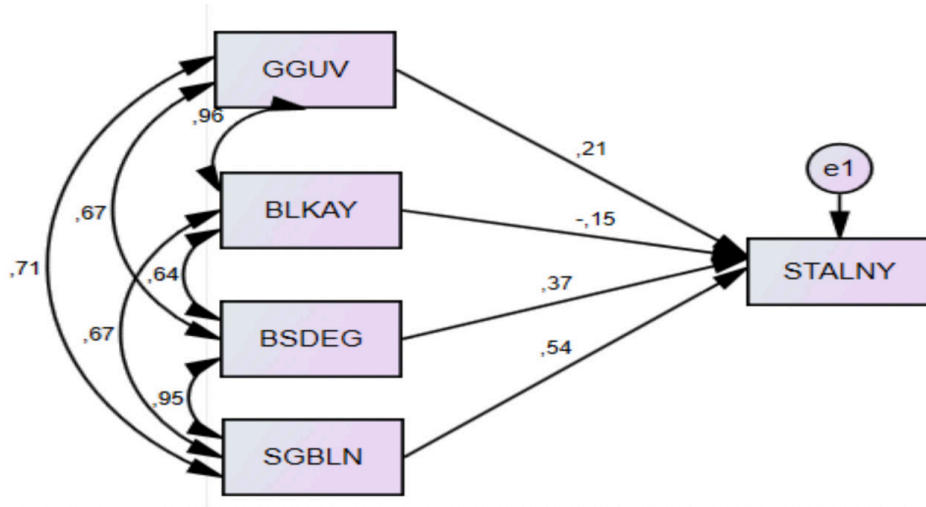 GGUV
,96
,21
e1
BLKAY
-,15
,67
,71
,64
STALNY
,67
,37
BSDEG
,54
,95
SGBLN